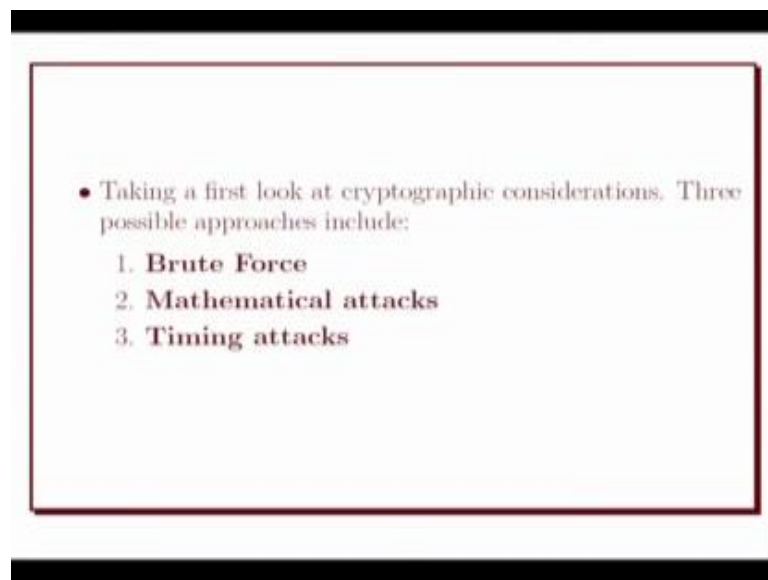 • Taking a first look at cryptographic considerations. Three
possible approaches include:
1. Brute Force
2. Mathematical attacks
3. Timing attacks